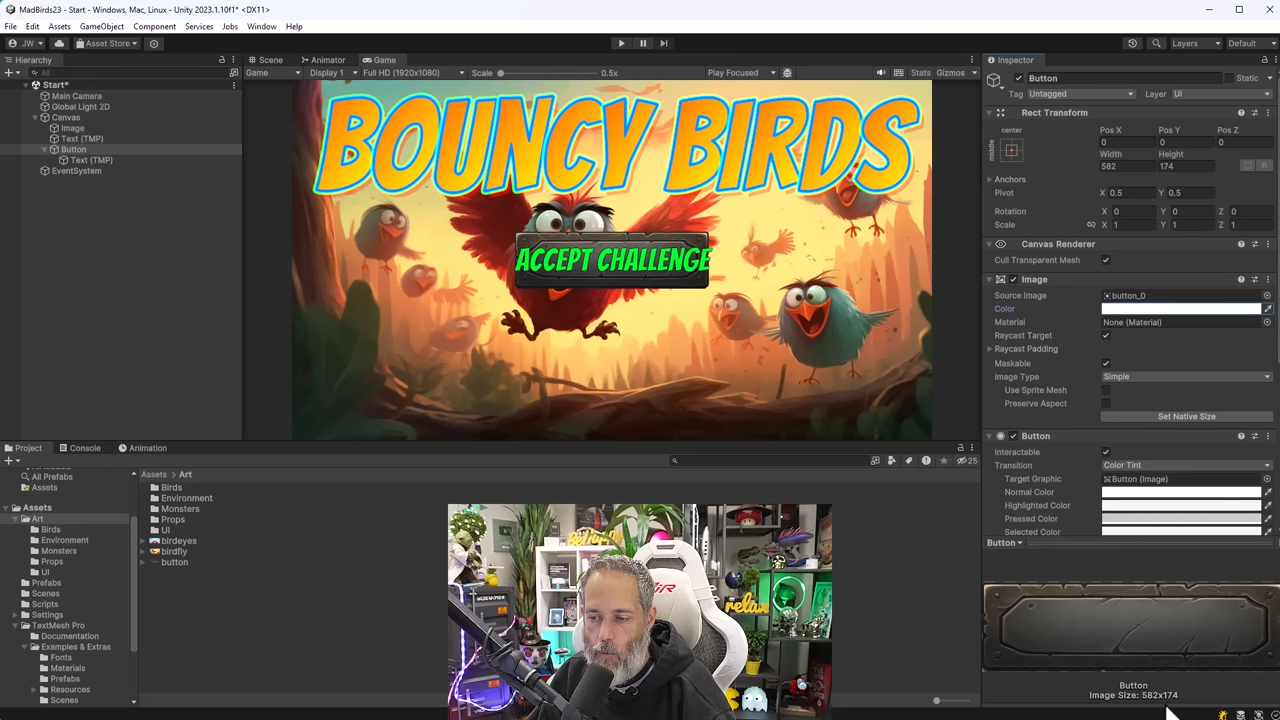 MadBirds23 - Start - Windows, Mac, Linux - Unity 2023.1.10f1* <DX11>
File Edit Assets GameObject Component Services Jobs Window Help
JW Asset Store Layers Default
Hierarchy
All
Start*
Main Camera
Global Light 2D
Canvas
Image
Text (TMP)
Button
Text (TMP)
EventSystem
Scene Animator Game
Game Display 1 Full HD (1920x1080) Scale 0.5x Play Focused Stats Gizmos
BOUNCY BIRDS
ACCEPT CHALLENGE
Inspector
Button Static
Tag Untagged Layer UI
Rect Transform
center Pos X Pos Y Pos Z
middle 0 0 0
Width Height
582 174
R
Anchors
Pivot X 0.5 Y 0.5
Rotation X 0 Y 0 Z 0
Scale X 1 Y 1 Z 1
Canvas Renderer
Cull Transparent Mesh
Image
Source Image button_0
Color
Material None (Material)
Raycast Target
Raycast Padding
Maskable
Image Type Simple
Use Sprite Mesh
Preserve Aspect
Set Native Size
Button
Interactable
Transition Color Tint
Target Graphic Button (Image)
Normal Color
Highlighted Color
Pressed Color
Selected Color
Button
Button
Image Size: 582x174
Project Console Animation
25
All Prefabs
Assets
Assets
Art
Birds
Environment
Monsters
Props
UI
Prefabs
Scenes
Scripts
Settings
TextMesh Pro
Documentation
Examples & Extras
Fonts
Materials
Prefabs
Resources
Scenes
Assets > Art
Birds
Environment
Monsters
Props
UI
birdeyes
birdfly
button
relax